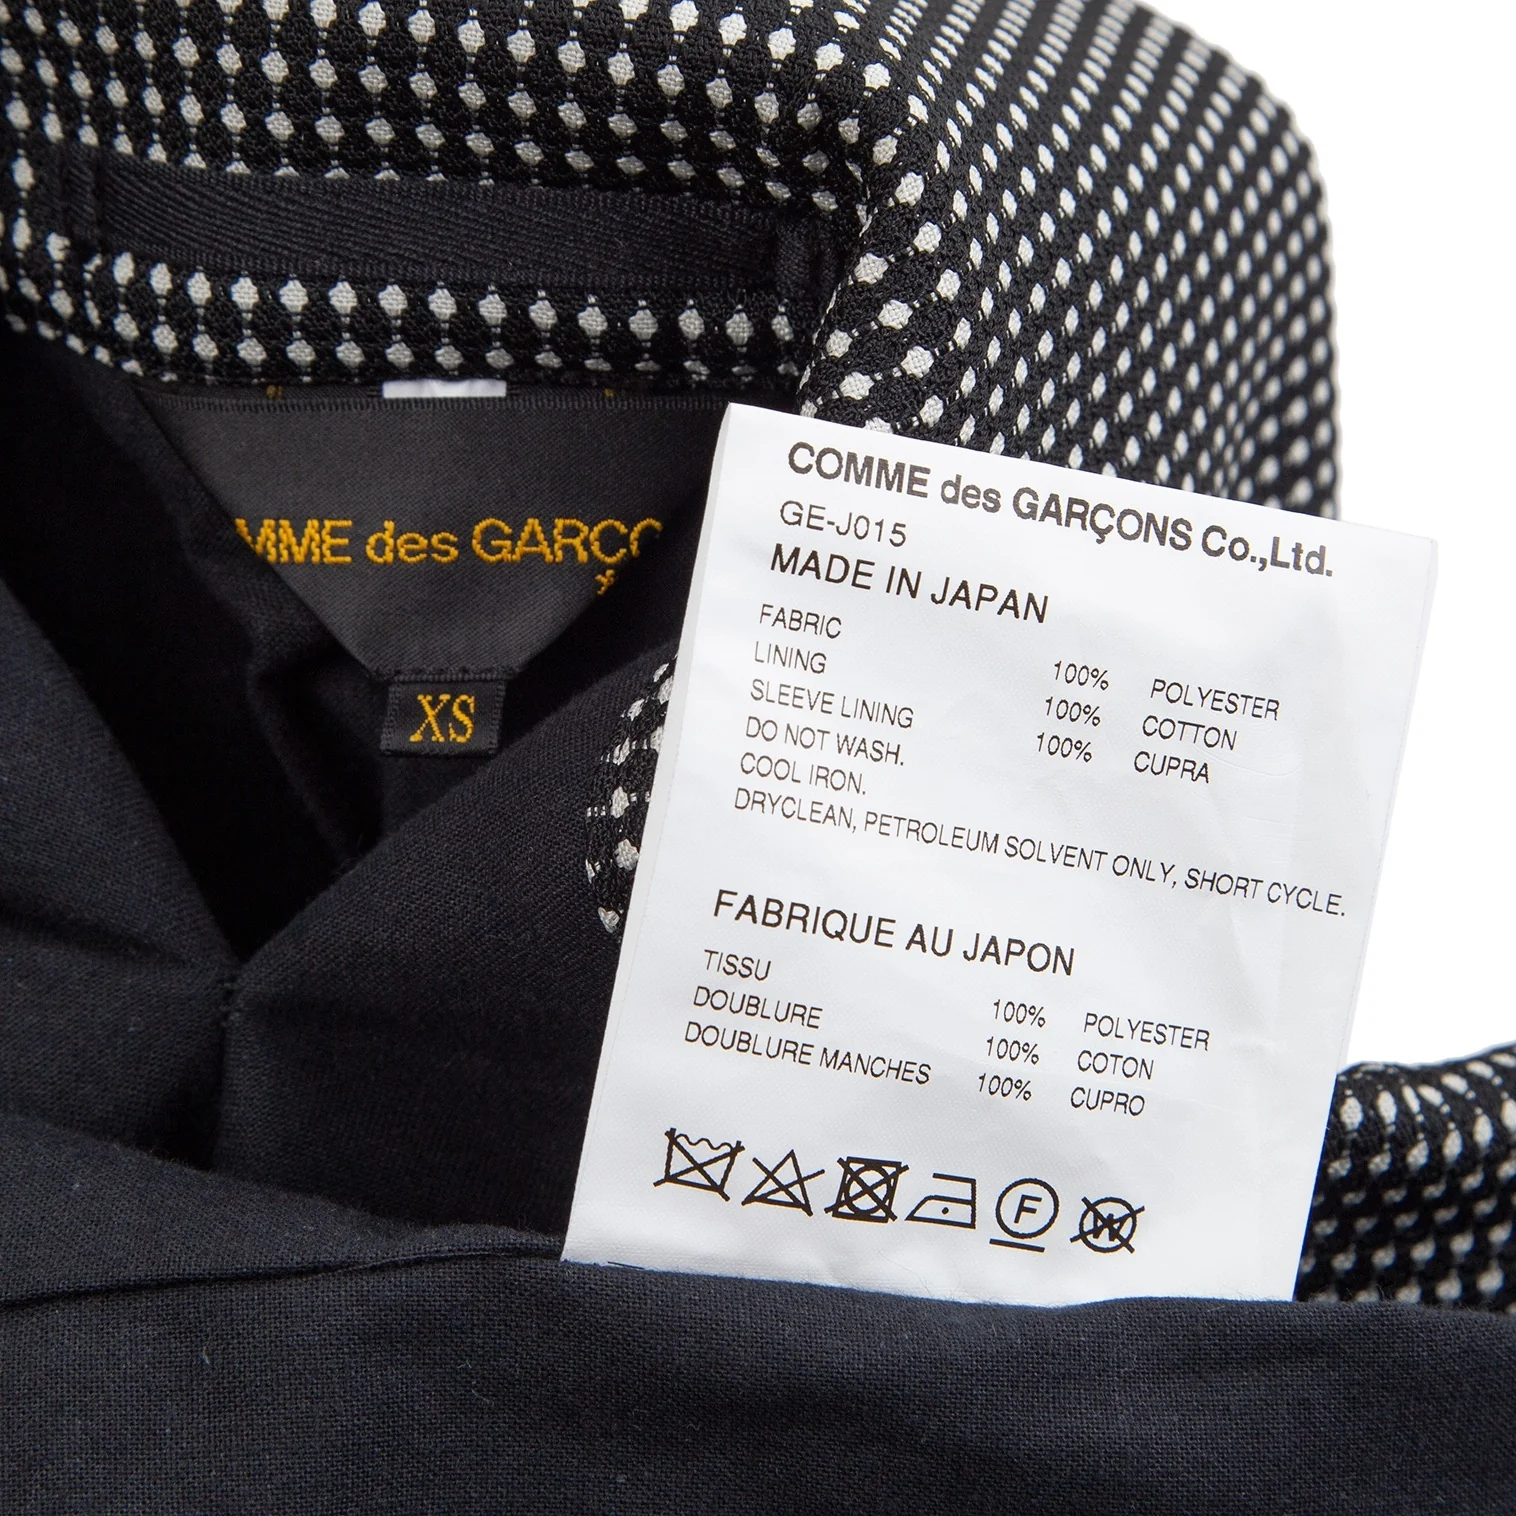 MME des GARÇO
XS
COMME des GARÇONS Co.,Ltd.
GE-J015
MADE IN JAPAN
FABRIC 100% POLYESTER
LINING 100% COTTON
SLEEVE LINING 100% CUPRA
DO NOT WASH.
COOL IRON.
DRYCLEAN, PETROLEUM SOLVENT ONLY, SHORT CYCLE.
FABRIQUE AU JAPON
TISSU 100% POLYESTER
DOUBLURE 100% COTON
DOUBLURE MANCHES 100% CUPRO
F
W